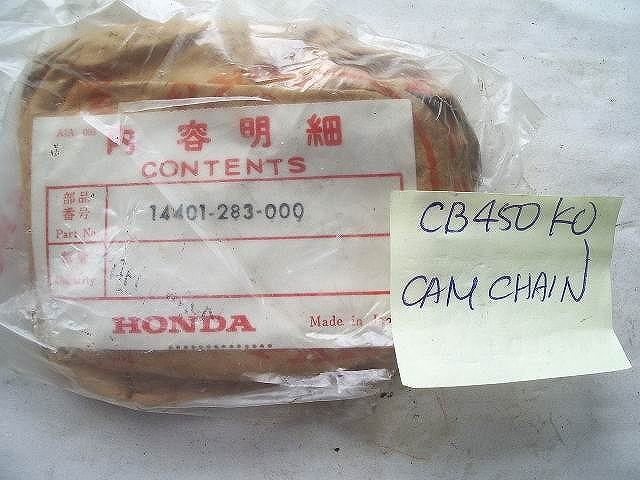 内容明細
CONTENTS
部品
番号
Part No.
14401-283-000
HONDA
Made in
CB450 K0
CAM CHAIN